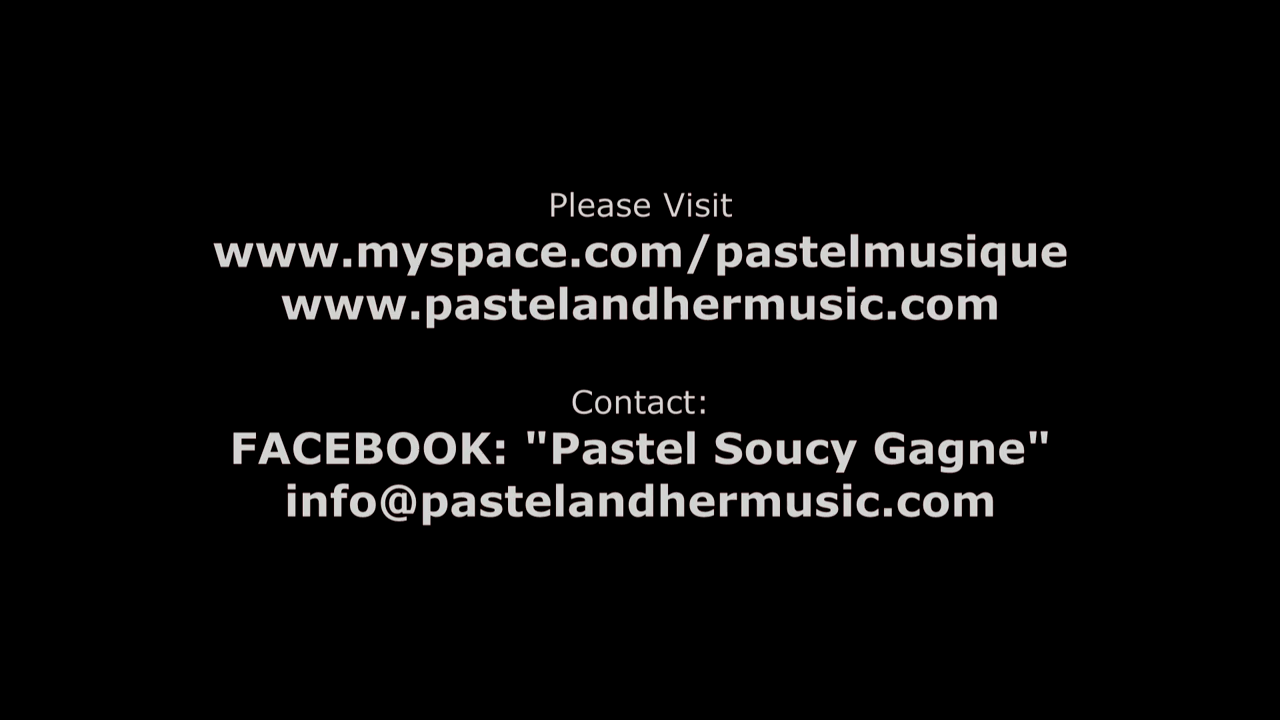 Please Visit
www.myspace.com/pastelmusique
www.pastelandhermusic.com
Contact:
FACEBOOK: "Pastel Soucy Gagne"
info@pastelandhermusic.com